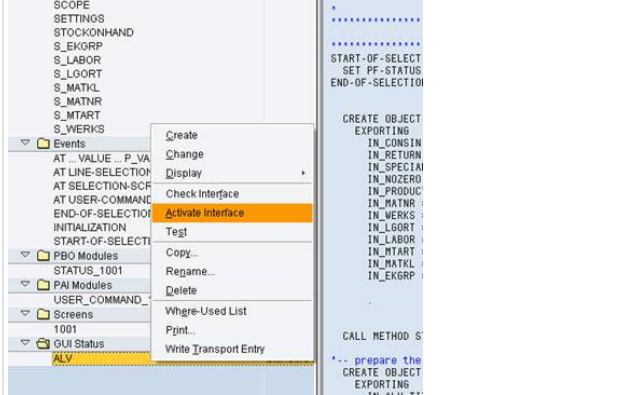 SCOPE
SETTINGS
STOCKONHAND
S_EKGRP
S_LABOR
S_LGORT
S_MATKL
S_MATNR
S_MTART
S_WERKS
Events
AT ... VALUE ... P_VA
AT LINE-SELECTION
AT SELECTION-SCR
AT USER-COMMAND
END-OF-SELECTIO
INITIALIZATION
START-OF-SELECTI
PBO Modules
STATUS_1001
PAI Modules
USER_COMMAND_1
Screens
1001
GUI Status
ALV
Create
Change
Display
Check Interface
Activate Interface
Test
Copy...
Rename...
Delete
Where-Used List
Print...
Write Transport Entry
*
****************
****************
START-OF-SELECT
SET PF-STATUS
END-OF-SELECTION
CREATE OBJECT
EXPORTING
IN_CONSIN
IN_RETURN
IN_SPECIA
IN_NOZERO
IN_PRODUC
IN_MATNR =
IN_WERKS =
IN_LGORT =
IN_LABOR =
IN_MTART =
IN_MATKL =
IN_EKGRP =
.
CALL METHOD S
*-- prepare the
CREATE OBJECT
EXPORTING